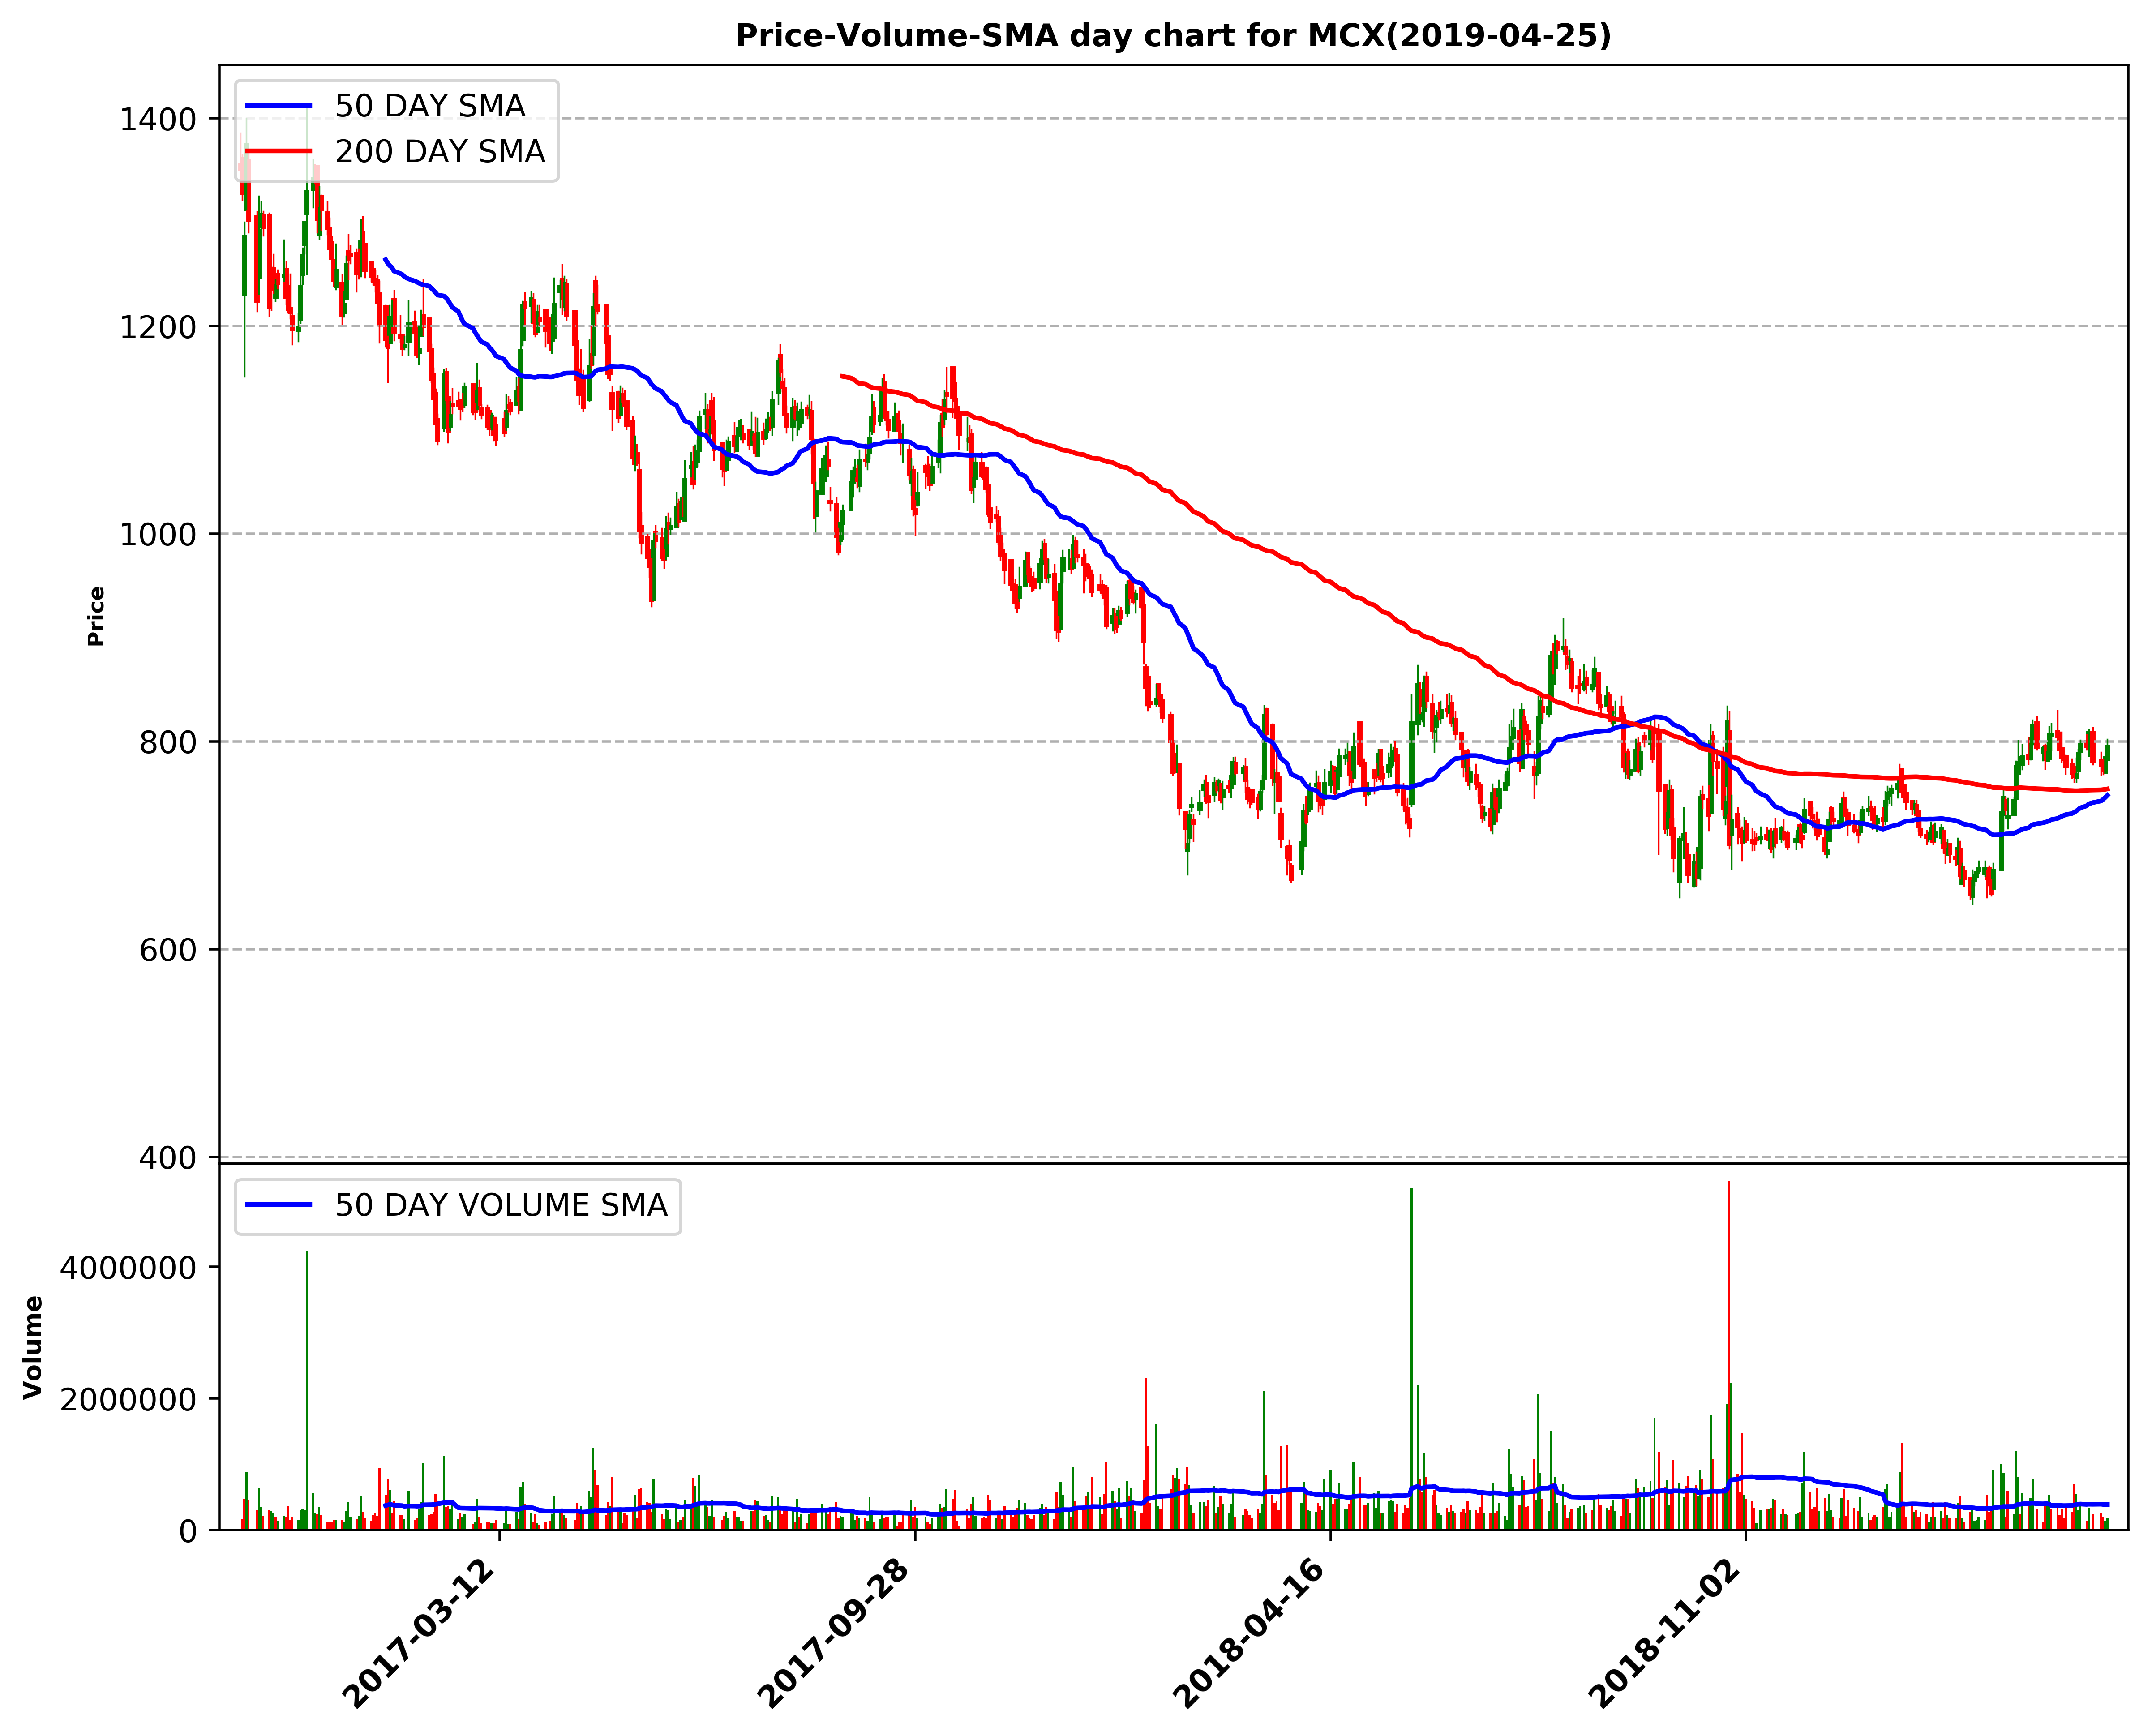 Price-Volume-SMA day chart for MCX(2019-04-25)
50 DAY SMA
200 DAY SMA
1400
1200
1000
800
600
400
Price
50 DAY VOLUME SMA
4000000
2000000
0
Volume
2017-03-12
2017-09-28
2018-04-16
2018-11-02